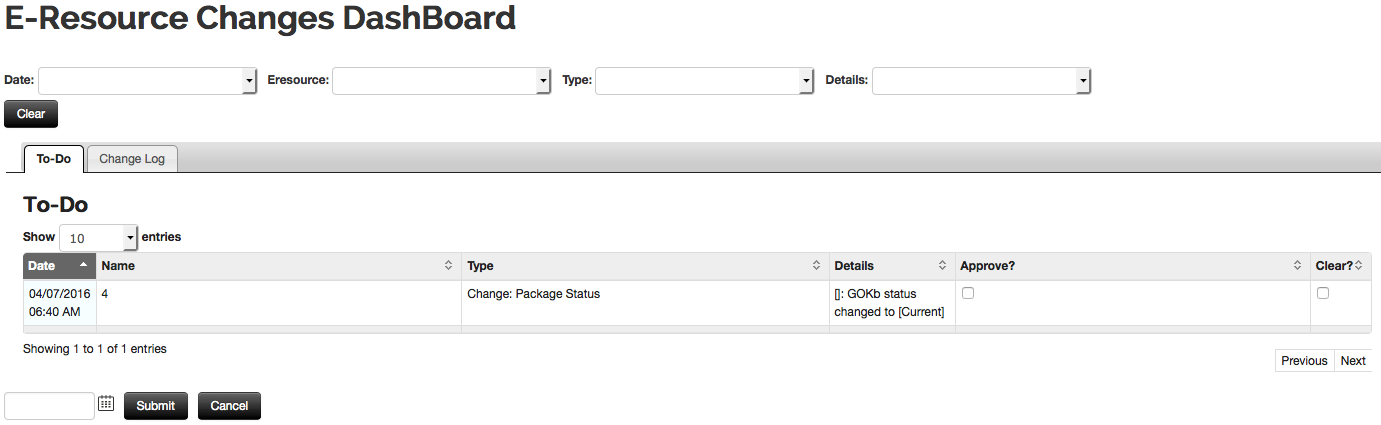 E-Resource Changes DashBoard
Date: Eresource: Type: Details:
Clear
To-Do Change Log
To-Do
Show 10 entries
Date Name Type Details Approve? Clear?
04/07/2016 4 Change: Package Status []: GOKb status
06:40 AM changed to [Current]
Showing 1 to 1 of 1 entries
Previous Next
Submit Cancel